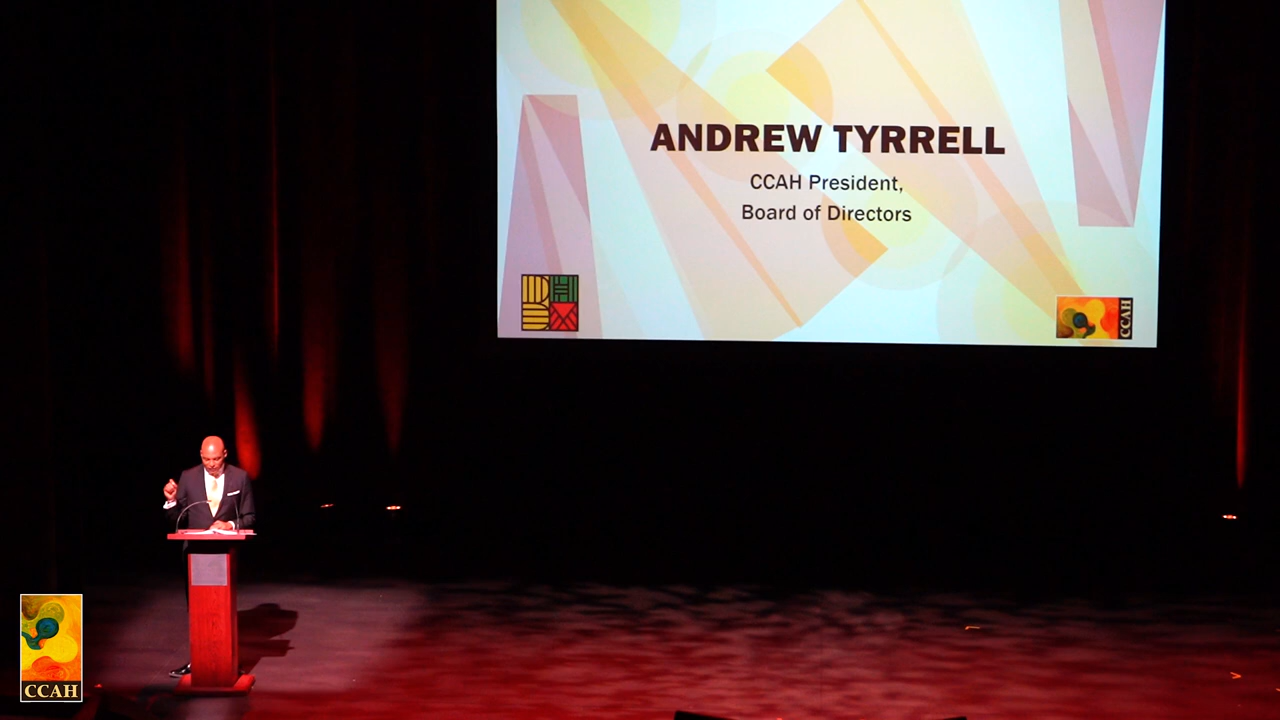 ANDREW TYRRELL
CCAH President,
Board of Directors
CCAH
CCAH